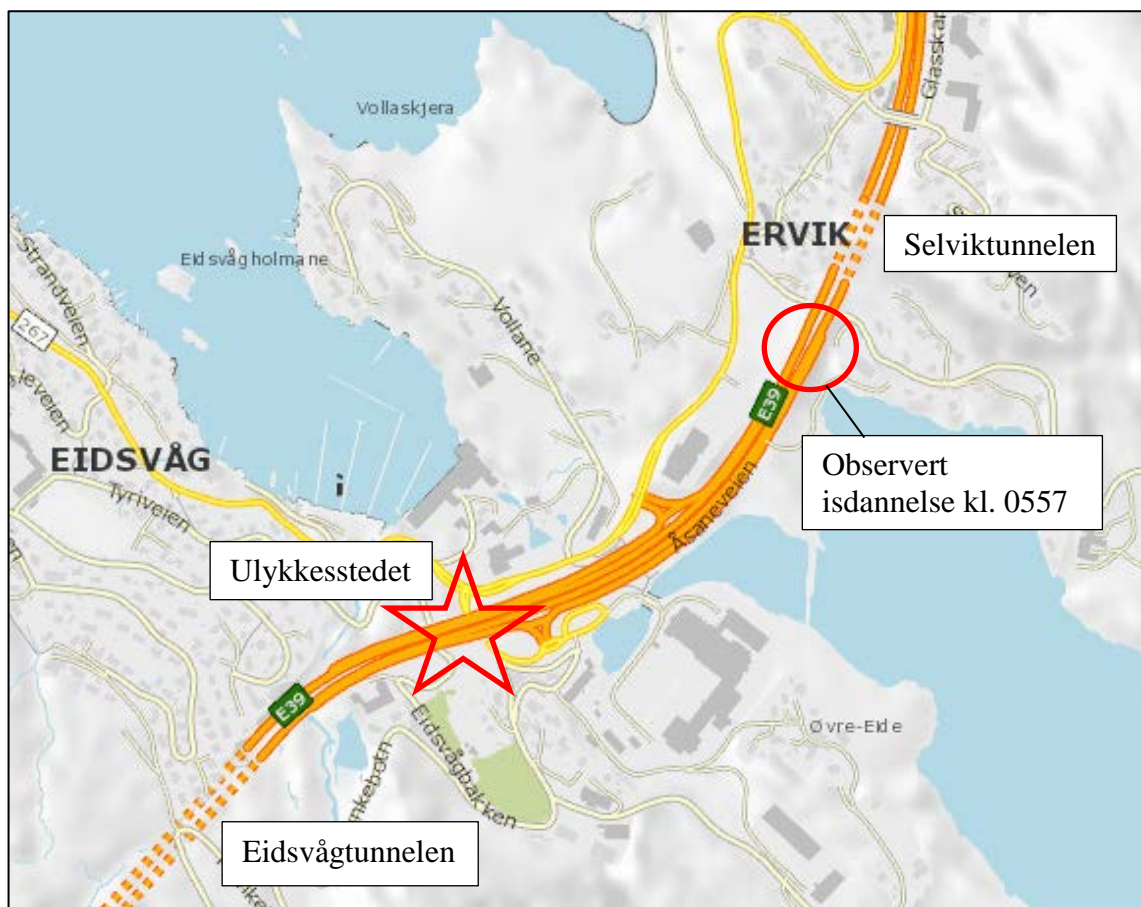 Glasskar
Vollaskjera
ERVIK
Selviktunnelen
Eidsvågholmane
Strandveien
Vollane
267
E39
EIDSVÅG
Tyriveien
Observert
isdannelse kl. 0557
Åsaneveien
Ulykkesstedet
E39
Eidsvågbakken
Øvre-Eide
Eidsvågtunnelen